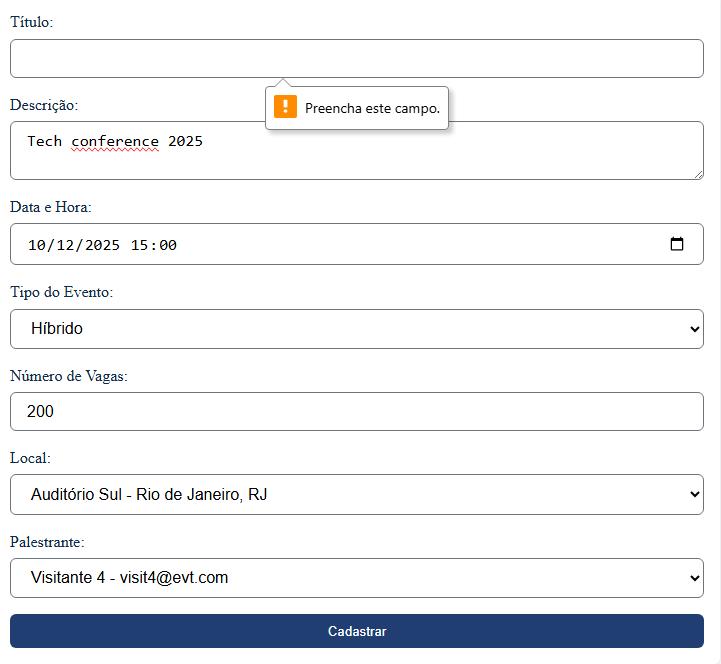 Título:
Preencha este campo.
Descrição:
Tech conference 2025
Data e Hora:
10/12/2025 15:00
Tipo do Evento:
Híbrido
Número de Vagas:
200
Local:
Auditório Sul - Rio de Janeiro, RJ
Palestrante:
Visitante 4 - visit4@evt.com
Cadastrar